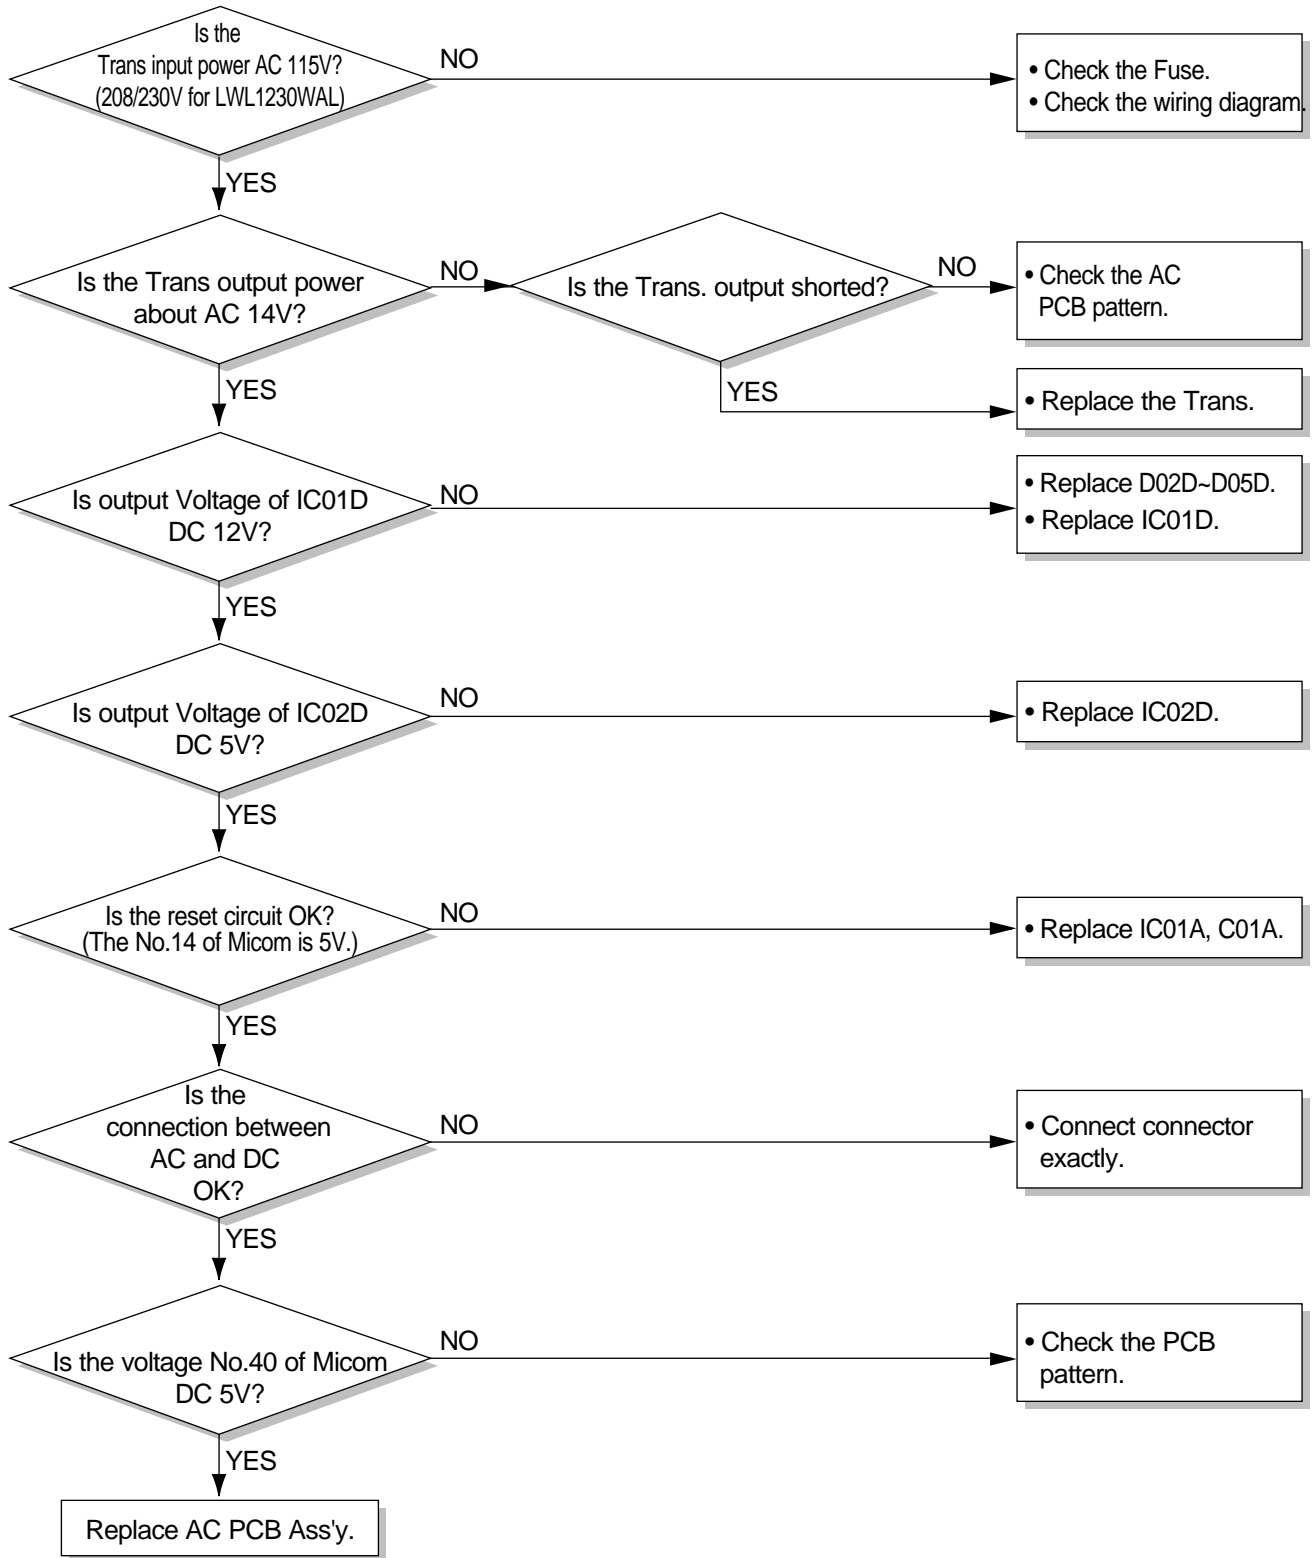 Is the
Trans input power AC 115V?
(208/230V for LWL1230WAL)
NO
• Check the Fuse.
• Check the wiring diagram.
YES
Is the Trans output power
about AC 14V?
NO
Is the Trans. output shorted?
NO
• Check the AC
PCB pattern.
YES
YES
• Replace the Trans.
Is output Voltage of IC01D
DC 12V?
NO
• Replace D02D~D05D.
• Replace IC01D.
YES
Is output Voltage of IC02D
DC 5V?
NO
• Replace IC02D.
YES
Is the reset circuit OK?
(The No.14 of Micom is 5V.)
NO
• Replace IC01A, C01A.
YES
Is the
connection between
AC and DC
OK?
NO
• Connect connector
exactly.
YES
Is the voltage No.40 of Micom
DC 5V?
NO
• Check the PCB
pattern.
YES
Replace AC PCB Ass'y.